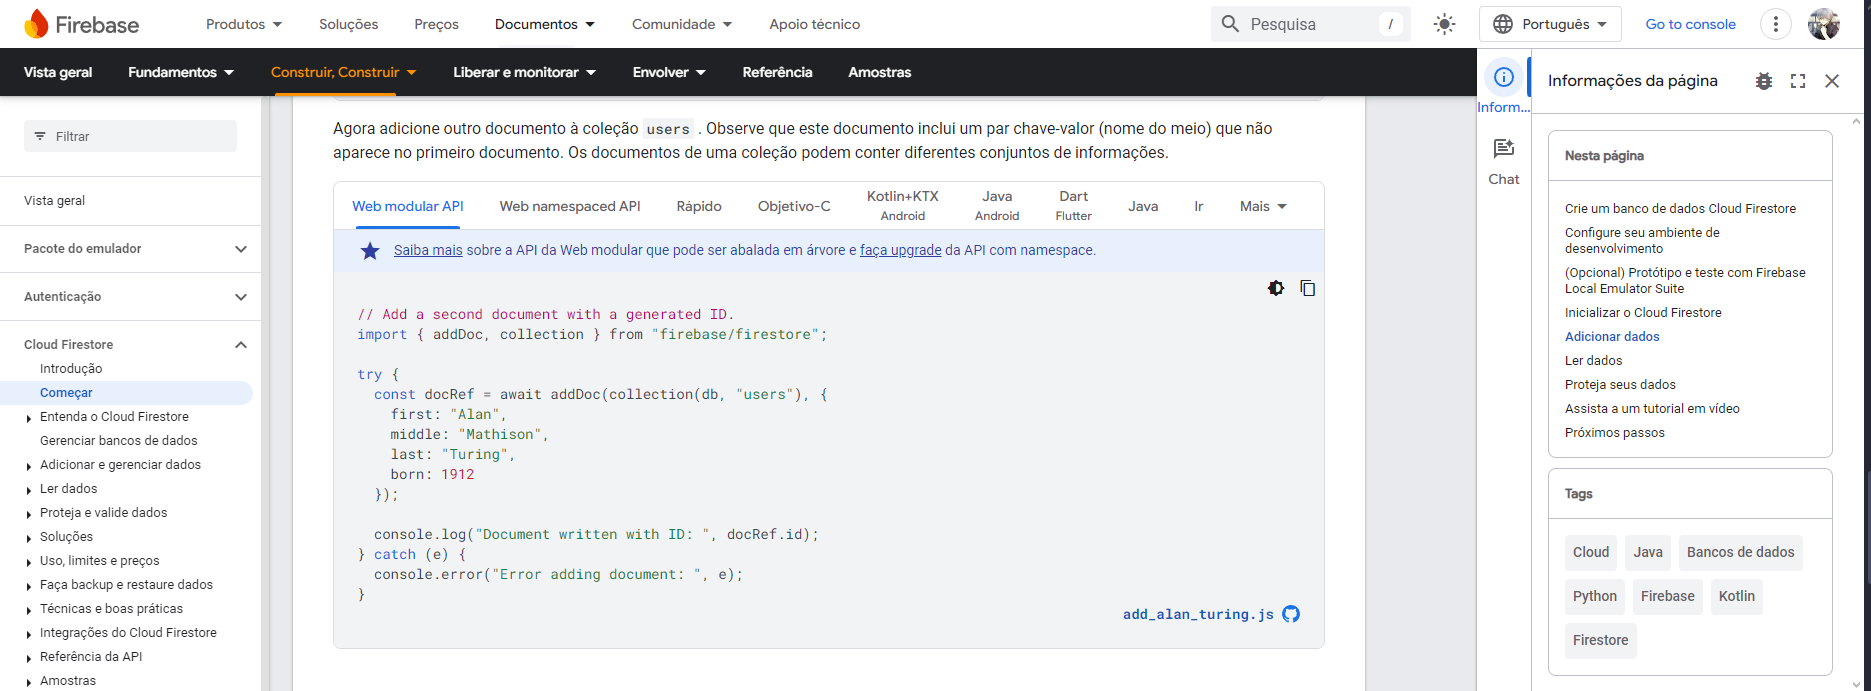 Firebase
Produtos
Soluções
Preços
Documentos
Comunidade
Apoio técnico
Pesquisa
/
Português
Go to console
Vista geral
Fundamentos
Construir, Construir
Liberar e monitorar
Envolver
Referência
Amostras
Filtrar
Vista geral
Pacote do emulador
Autenticação
Cloud Firestore
Introdução
Começar
Entenda o Cloud Firestore
Gerenciar bancos de dados
Adicionar e gerenciar dados
Ler dados
Proteja e valide dados
Soluções
Uso, limites e preços
Faça backup e restaure dados
Técnicas e boas práticas
Integrações do Cloud Firestore
Referência da API
Amostras
Agora adicione outro documento à coleção users . Observe que este documento inclui um par chave-valor (nome do meio) que não
aparece no primeiro documento. Os documentos de uma coleção podem conter diferentes conjuntos de informações.
Web modular API
Web namespaced API
Rápido
Objetivo-C
Kotlin+KTX
Android
Java
Android
Dart
Flutter
Java
Ir
Mais
Saiba mais sobre a API da Web modular que pode ser abalada em árvore e faça upgrade da API com namespace.
// Add a second document with a generated ID.
import { addDoc, collection } from "firebase/firestore";
try {
const docRef = await addDoc(collection(db, "users"), {
first: "Alan",
middle: "Mathison",
last: "Turing",
born: 1912
});
console.log("Document written with ID: ", docRef.id);
} catch (e) {
console.error("Error adding document: ", e);
}
add_alan_turing.js
Inform...
Chat
Informações da página
Nesta página
Crie um banco de dados Cloud Firestore
Configure seu ambiente de
desenvolvimento
(Opcional) Protótipo e teste com Firebase
Local Emulator Suite
Inicializar o Cloud Firestore
Adicionar dados
Ler dados
Proteja seus dados
Assista a um tutorial em vídeo
Próximos passos
Tags
Cloud
Java
Bancos de dados
Python
Firebase
Kotlin
Firestore